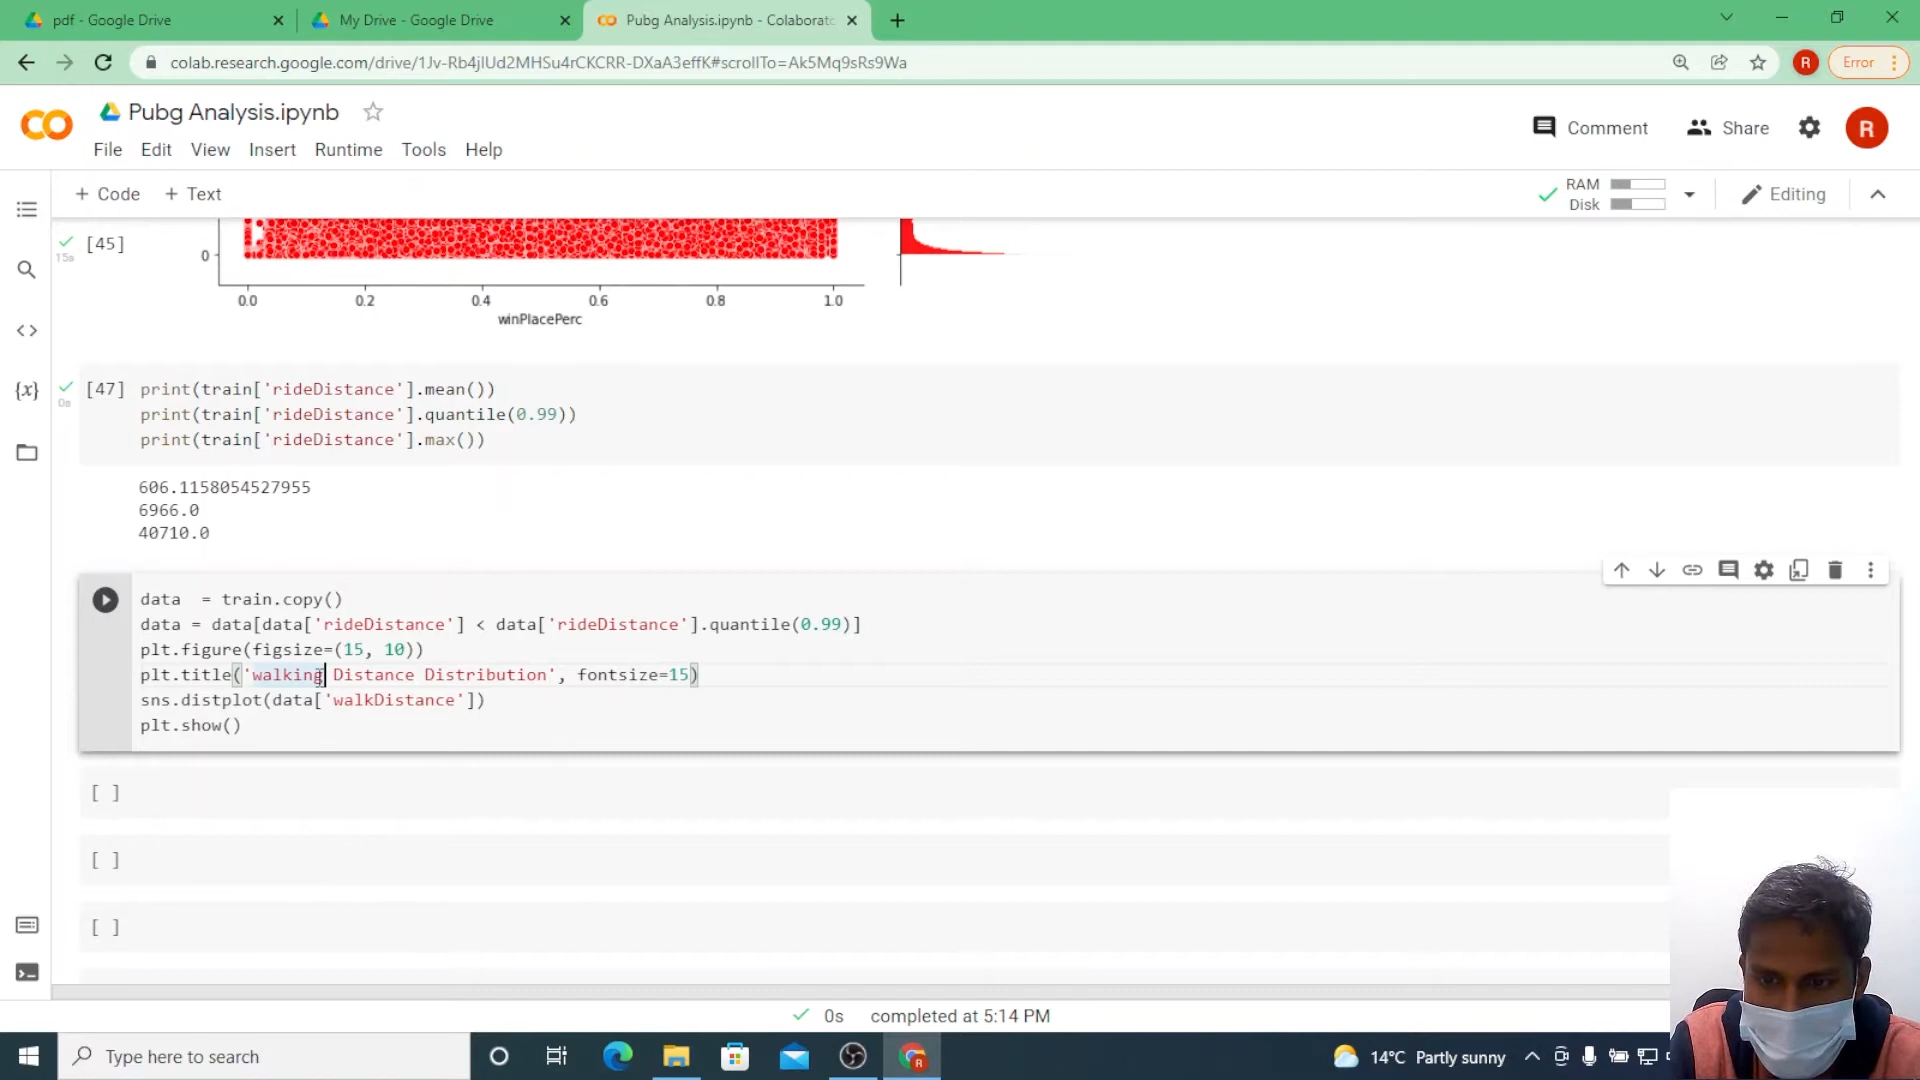 pdf - Google Drive
My Drive - Google Drive
Pubg Analysis.ipynb - Colaborato
colab.research.google.com/drive/1Jv-Rb4jlUd2MHSu4rCKCRR-DXaA3effK#scrollTo=Ak5Mq9sRs9Wa
R
Error
Pubg Analysis.ipynb
File Edit View Insert Runtime Tools Help
Comment
Share
R
+ Code + Text
RAM
Disk
Editing
[45]
15s
0
0.0 0.2 0.4 0.6 0.8 1.0
winPlacePerc
[47]
0s
print(train['rideDistance'].mean())
print(train['rideDistance'].quantile(0.99))
print(train['rideDistance'].max())
606.1158054527955
6966.0
40710.0
data  = train.copy()
data = data[data['rideDistance'] < data['rideDistance'].quantile(0.99)]
plt.figure(figsize=(15, 10))
plt.title('walking Distance Distribution', fontsize=15)
sns.distplot(data['walkDistance'])
plt.show()
[ ]
[ ]
[ ]
0s completed at 5:14 PM
Type here to search
14°C Partly sunny